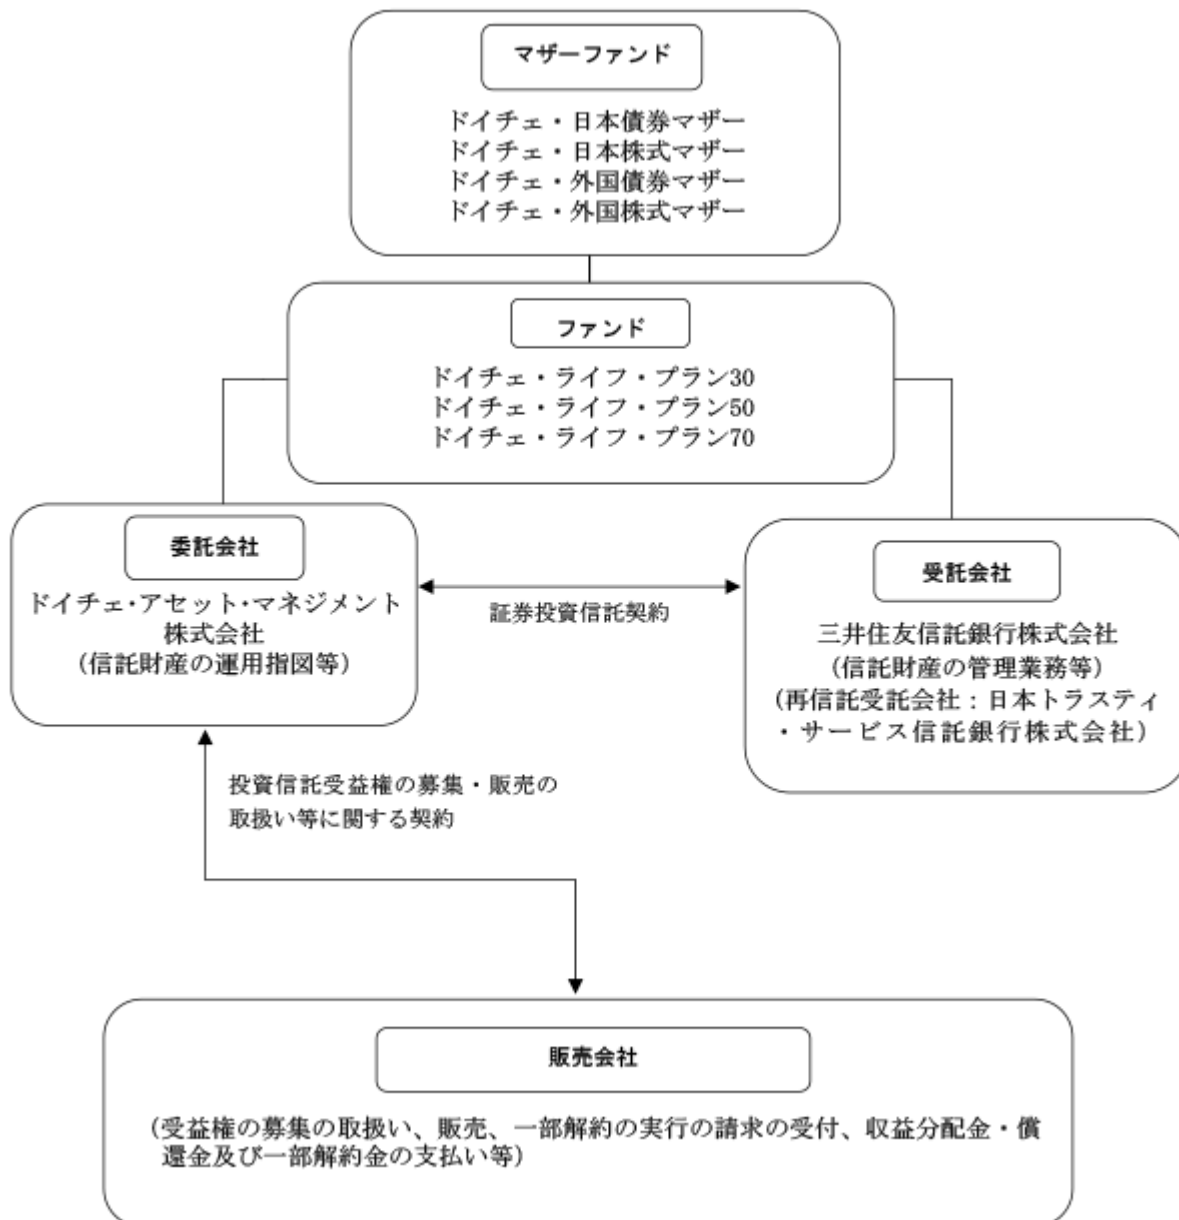 マザーファンド
ドイチェ・日本債券マザー
ドイチェ・日本株式マザー
ドイチェ・外国債券マザー
ドイチェ・外国株式マザー
ファンド
ドイチェ・ライフ・プラン30
ドイチェ・ライフ・プラン50
ドイチェ・ライフ・プラン70
委託会社
ドイチェ・アセット・マネジメント
株式会社
(信託財産の運用指図等)
証券投資信託契約
受託会社
三井住友信託銀行株式会社
(信託財産の管理業務等)
(再信託受託会社：日本トラスティ
・サービス信託銀行株式会社)
投資信託受益権の募集・販売の
取扱い等に関する契約
販売会社
(受益権の募集の取扱い、販売、一部解約の実行の請求の受付、収益分配金・償
還金及び一部解約金の支払い等)